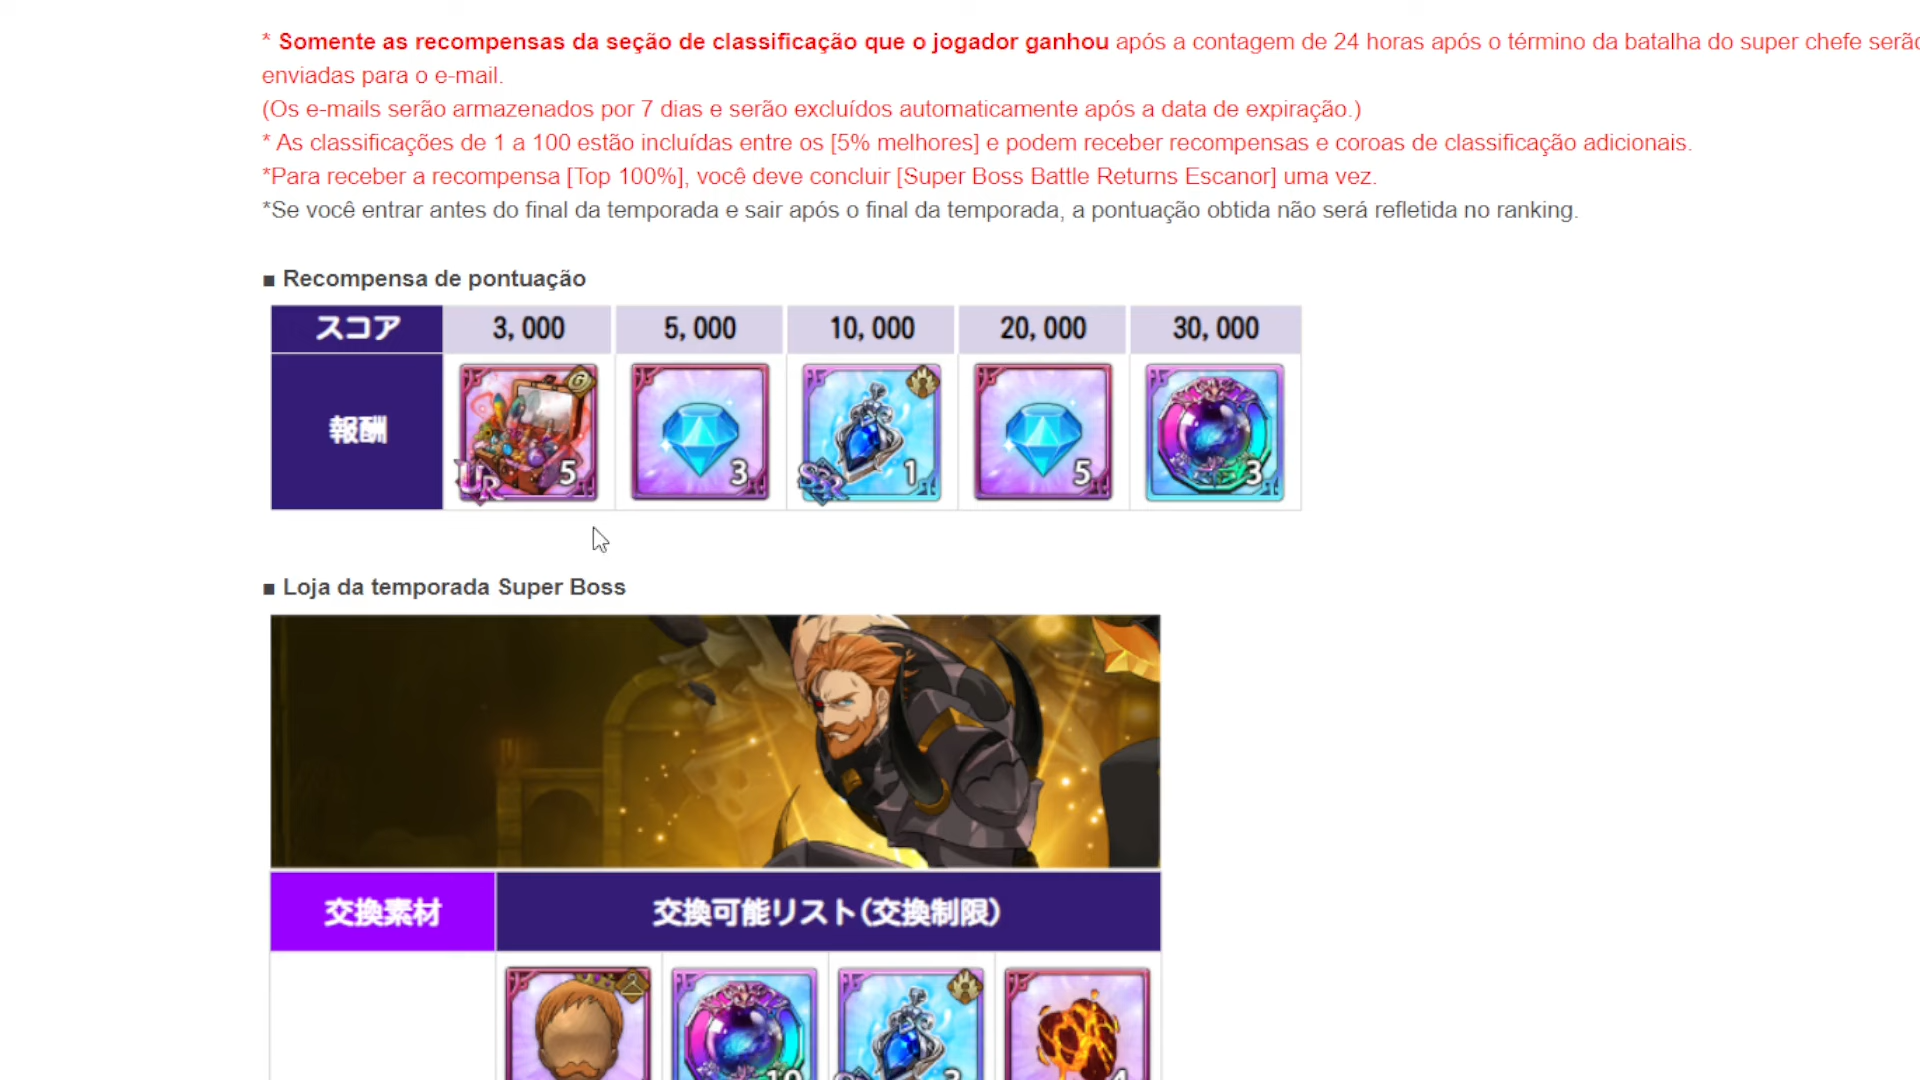 * Somente as recompensas da seção de classificação que o jogador ganhou após a contagem de 24 horas após o término da batalha do super chefe serão
enviadas para o e-mail.
(Os e-mails serão armazenados por 7 dias e serão excluídos automaticamente após a data de expiração.)
* As classificações de 1 a 100 estão incluídas entre os [5% melhores] e podem receber recompensas e coroas de classificação adicionais.
*Para receber a recompensa [Top 100%], você deve concluir [Super Boss Battle Returns Escanor] uma vez.
*Se você entrar antes do final da temporada e sair após o final da temporada, a pontuação obtida não será refletida no ranking.
■ Recompensa de pontuação
スコア 3,000 5,000 10,000 20,000 30,000
報酬 UR G 5 3 SSR 1 5 3
■ Loja da temporada Super Boss
交換素材 交換可能リスト(交換制限)
10 3 4